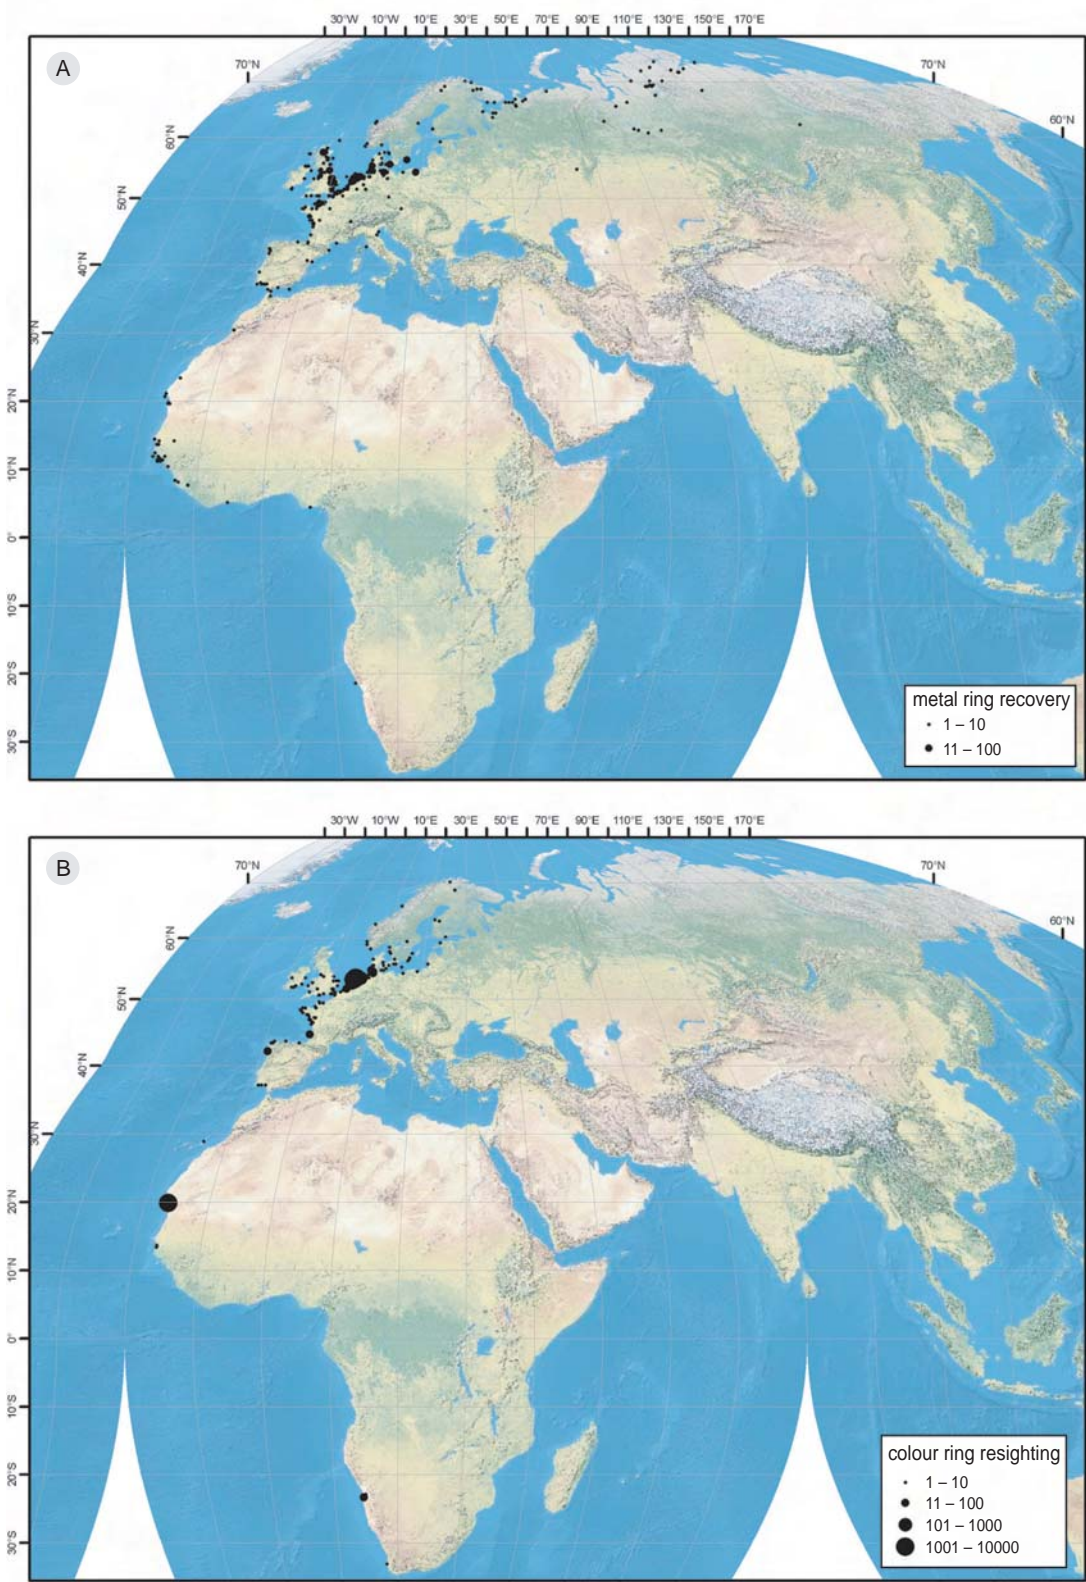 30°W 10°W 10°E 30°E 50°E 70°E 90°E 110°E 130°E 150°E 170°E
A
70°N
70°N
60°N
60°N
50°N
40°N
30°N
20°N
10°N
0°
10°S
20°S
30°S
metal ring recovery
1 – 10
11 – 100
30°W 10°W 10°E 30°E 50°E 70°E 90°E 110°E 130°E 150°E 170°E
B
70°N
70°N
60°N
60°N
50°N
40°N
30°N
20°N
10°N
0°
10°S
20°S
30°S
colour ring resighting
1 – 10
11 – 100
101 – 1000
1001 – 10000